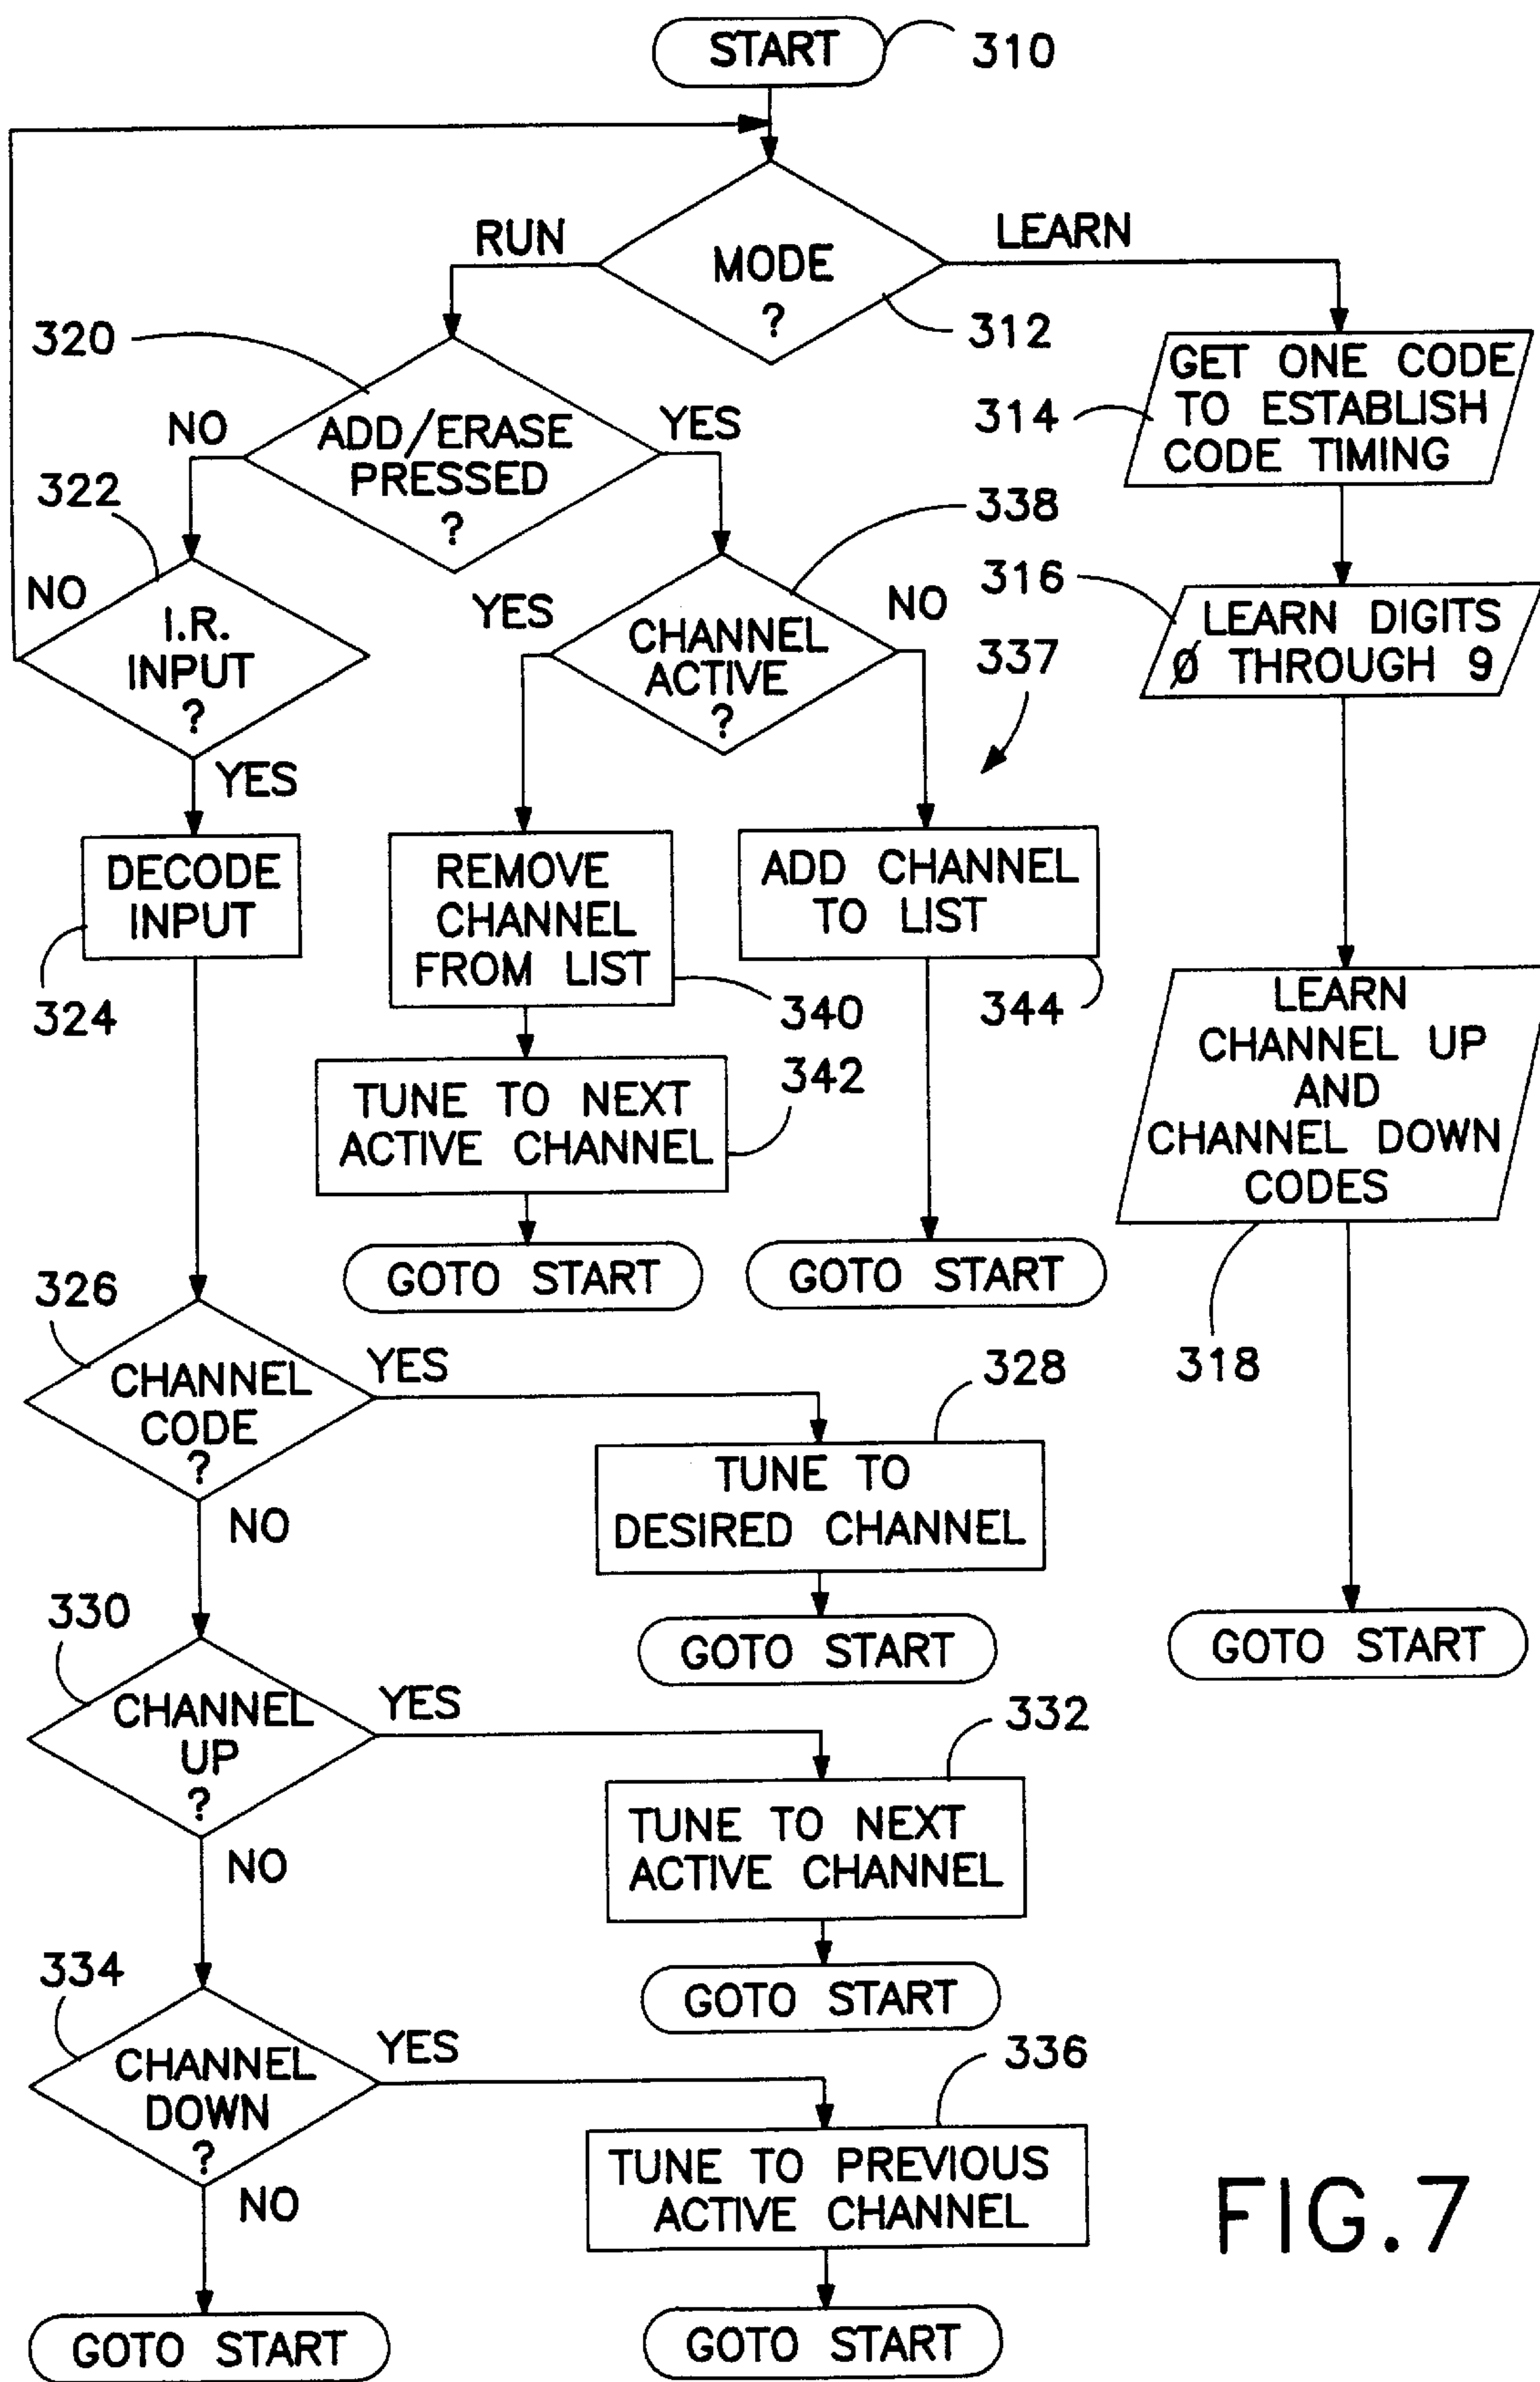 START
310
RUN
MODE
?
LEARN
312
320
NO
ADD/ERASE
PRESSED
?
YES
314
GET ONE CODE
TO ESTABLISH
CODE TIMING
322
NO
I.R.
INPUT
?
YES
338
YES
CHANNEL
ACTIVE
?
NO
337
316
LEARN DIGITS
Ø THROUGH 9
DECODE
INPUT
324
REMOVE
CHANNEL
FROM LIST
340
ADD CHANNEL
TO LIST
344
TUNE TO NEXT
ACTIVE CHANNEL
342
LEARN
CHANNEL UP
AND
CHANNEL DOWN
CODES
318
GOTO START
GOTO START
326
CHANNEL
CODE
?
YES
NO
328
TUNE TO
DESIRED CHANNEL
GOTO START
GOTO START
330
CHANNEL
UP
?
YES
NO
332
TUNE TO NEXT
ACTIVE CHANNEL
GOTO START
334
CHANNEL
DOWN
?
YES
NO
336
TUNE TO PREVIOUS
ACTIVE CHANNEL
GOTO START
GOTO START
FIG.7